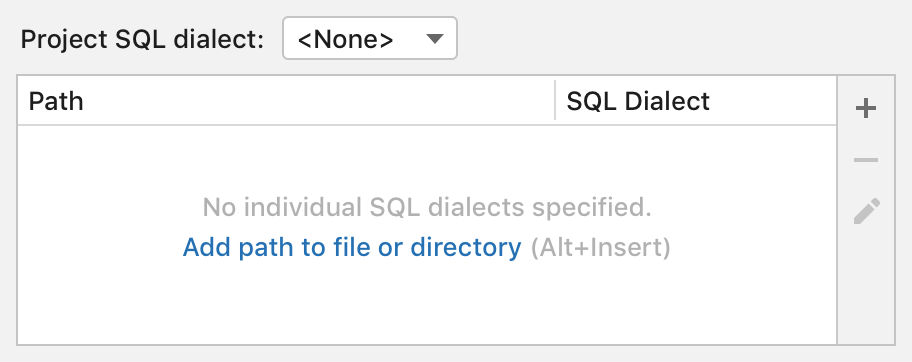 Project SQL dialect: <None>
Path SQL Dialect
No individual SQL dialects specified.
Add path to file or directory (Alt+Insert)